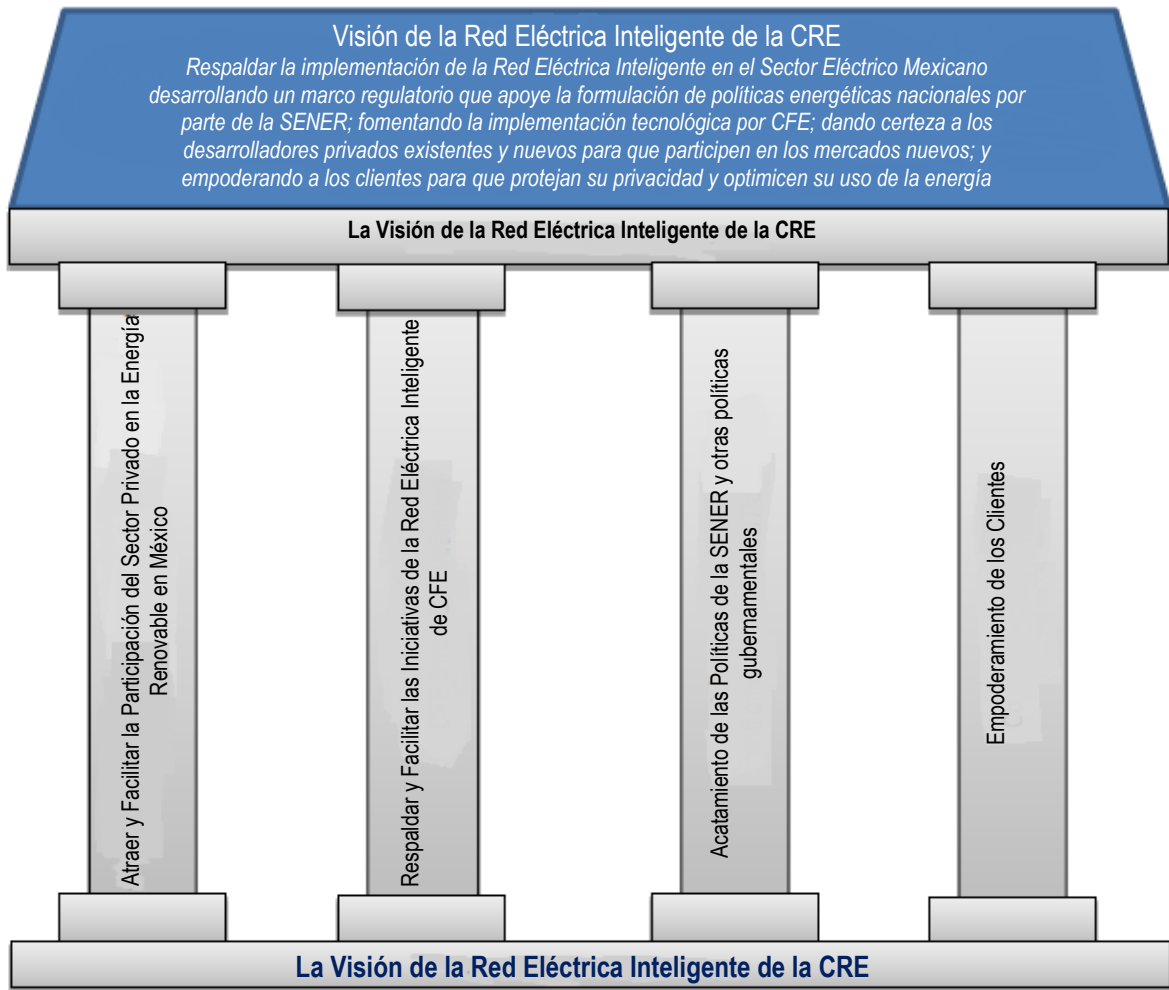 Visión de la Red Eléctrica Inteligente de la CRE
Respaldar la implementación de la Red Eléctrica Inteligente en el Sector Eléctrico Mexicano
desarrollando un marco regulatorio que apoye la formulación de políticas energéticas nacionales por
parte de la SENER; fomentando la implementación tecnológica por CFE; dando certeza a los
desarrolladores privados existentes y nuevos para que participen en los mercados nuevos; y
empoderando a los clientes para que protejan su privacidad y optimicen su uso de la energía
La Visión de la Red Eléctrica Inteligente de la CRE
Atraer y Facilitar la Participación del Sector Privado en la Energía
Renovable en México
Respaldar y Facilitar las Iniciativas de la Red Eléctrica Inteligente
de CFE
Acatamiento de las Políticas de la SENER y otras políticas
gubernamentales
Empoderamiento de los Clientes
La Visión de la Red Eléctrica Inteligente de la CRE